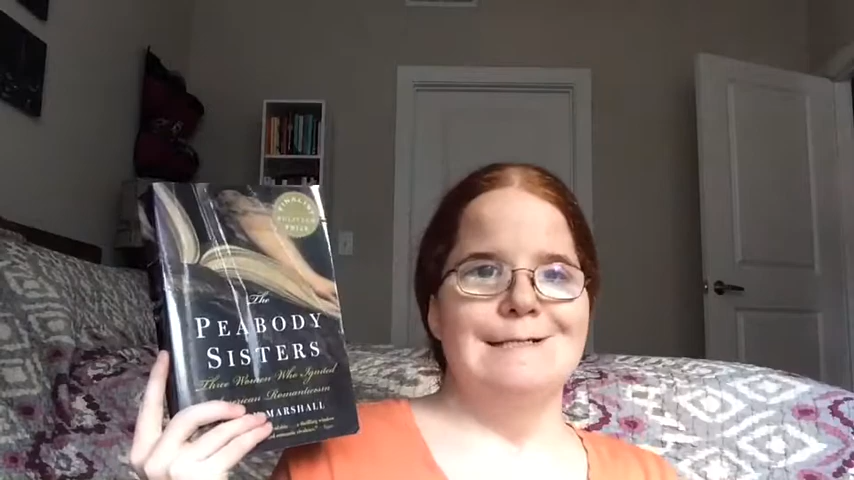 FINALIST
PULITZER
PRIZE
The
PEABODY
SISTERS
Three Women Who Ignited
American Romanticism
MARSHALL